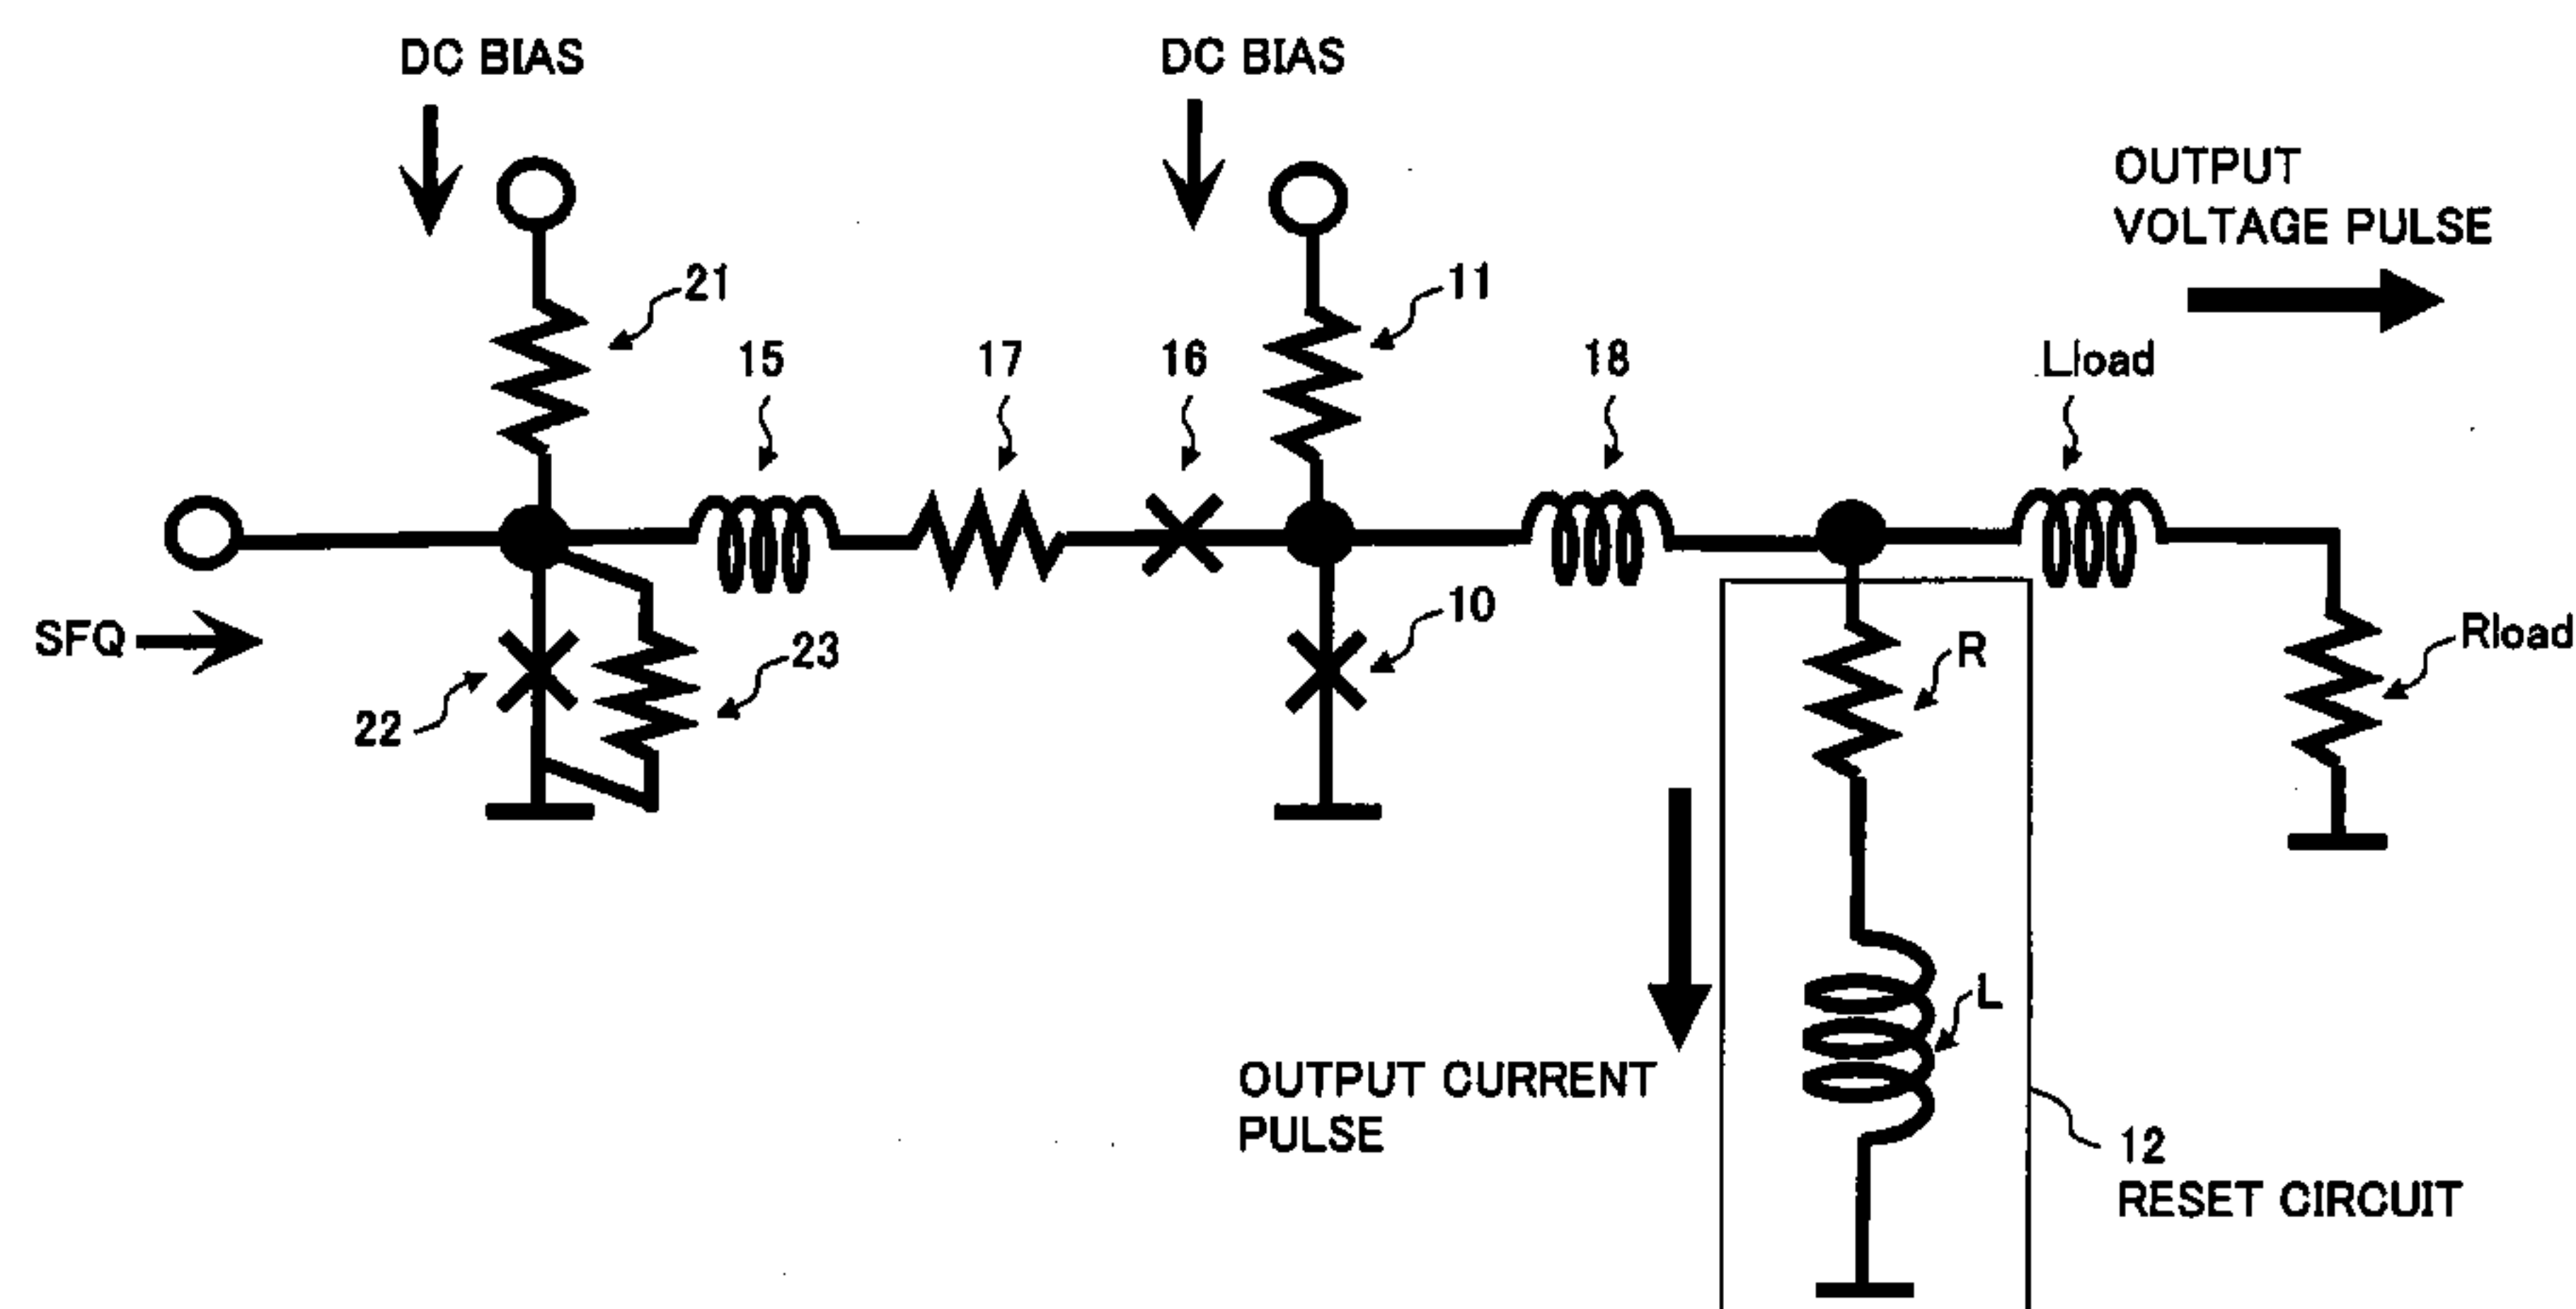 DC BIAS
DC BIAS
OUTPUT
VOLTAGE PULSE
21
11
15
17
16
18
Lload
SFQ
22
23
10
R
Rload
L
OUTPUT CURRENT
PULSE
12
RESET CIRCUIT